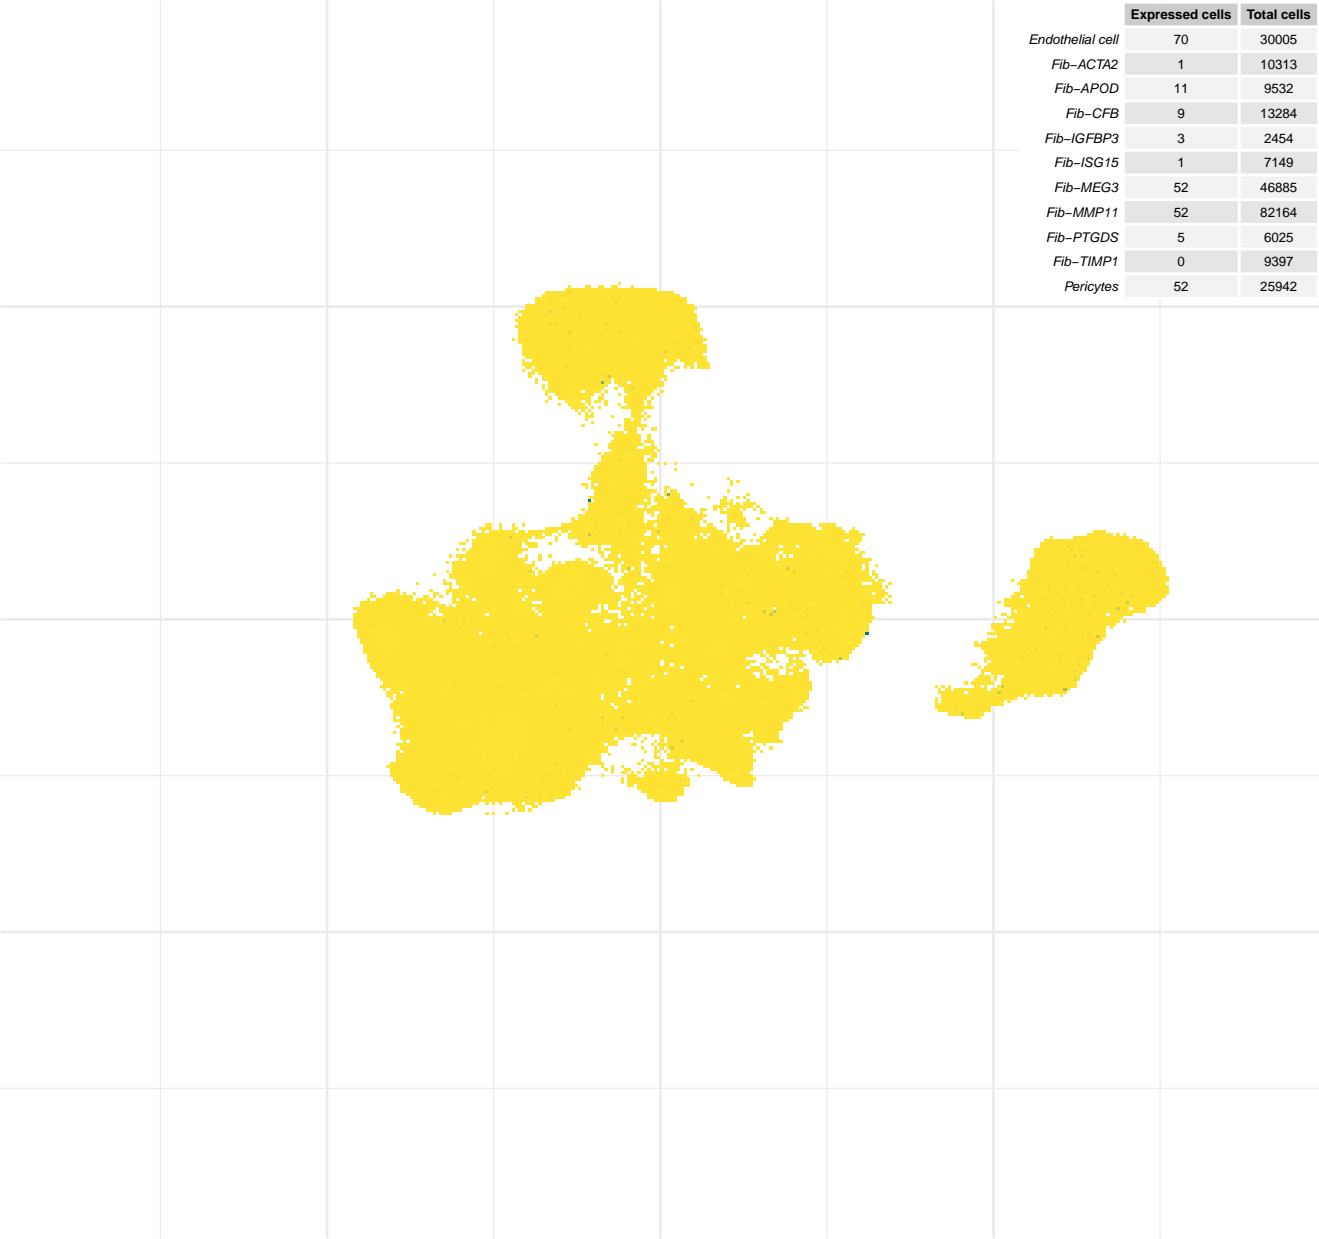 Expressed cells Total cells
Endothelial cell 70 30005
Fib−ACTA2 1 10313
Fib−APOD 11 9532
Fib−CFB 9 13284
Fib−IGFBP3 3 2454
Fib−ISG15 1 7149
Fib−MEG3 52 46885
Fib−MMP11 52 82164
Fib−PTGDS 5 6025
Fib−TIMP1 0 9397
Pericytes 52 25942